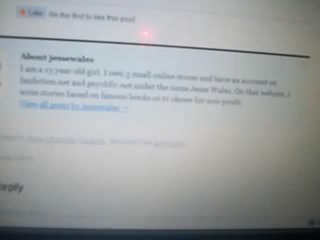 Like Be the first to like this post.
About jessewales
I am a 13 year old girl. I own 3 small online stores and have an account on
fanfiction.net and psychfic.net under the name Jesse Wales. On that website, I
some stories based on famous books or tv shows for non-profit.
View all posts by jessewales →
Reply